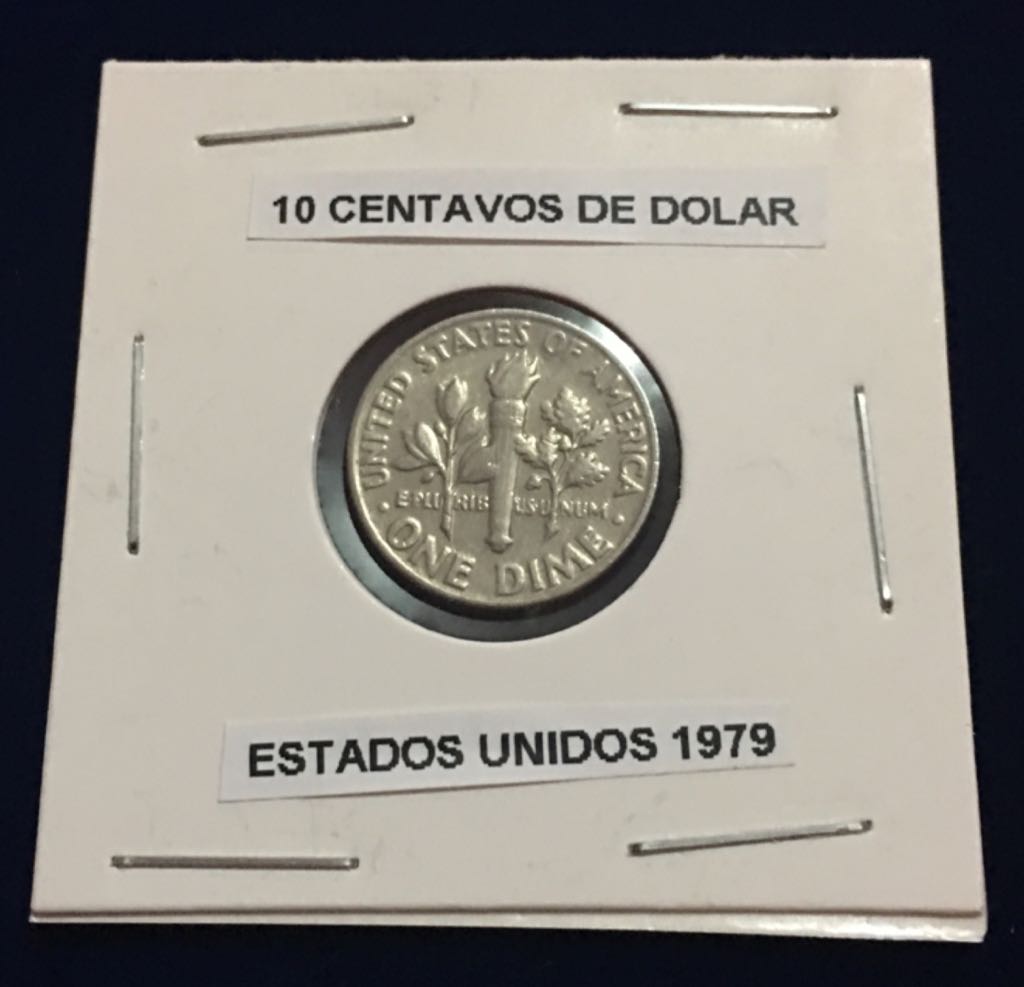 10 CENTAVOS DE DOLAR
UNITED STATES OF AMERICA
E PLURIBUS UNUM
ONE DIME
ESTADOS UNIDOS 1979